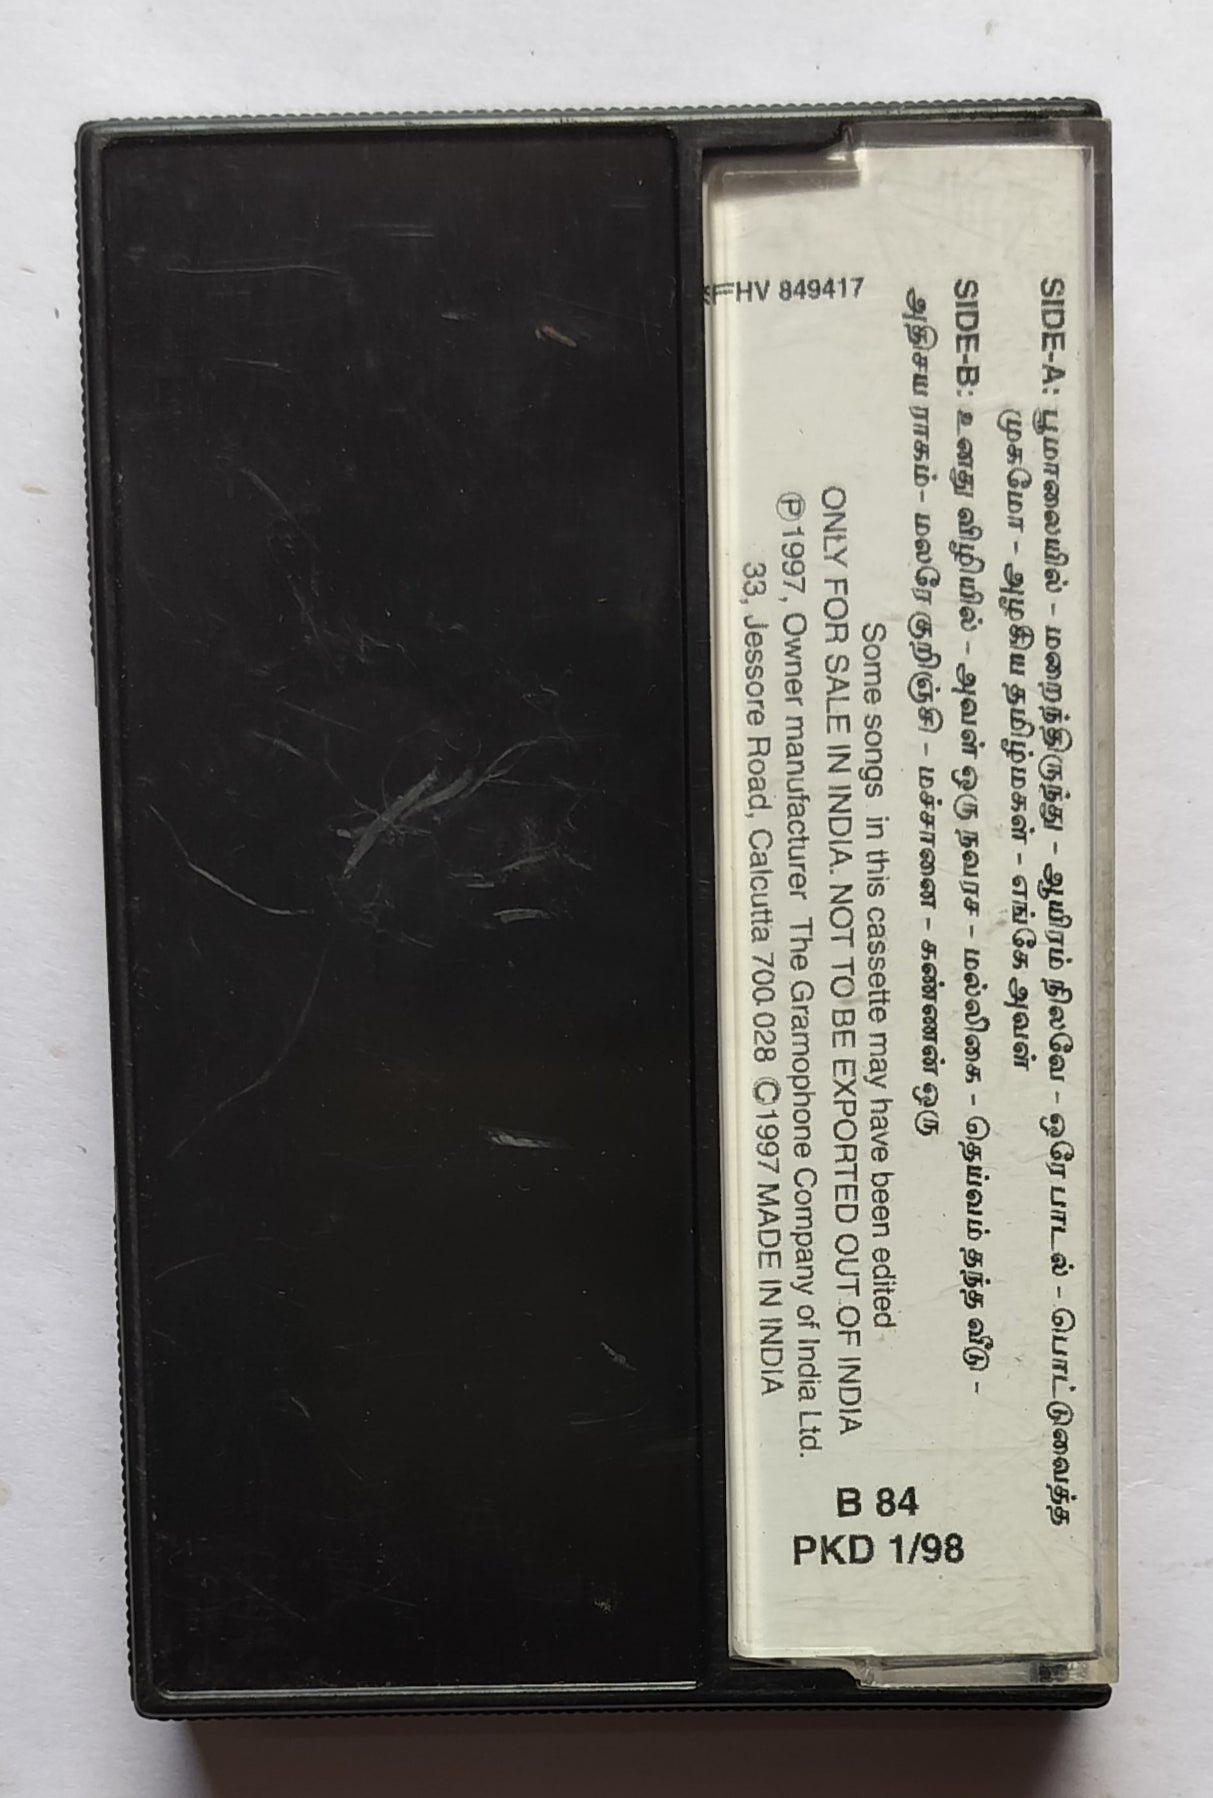 SIDE-A: பூமாலையில் - மறைந்திருந்து - ஆயிரம் நிலவே - ஒரே பாடல் - பொட்டுவைத்த
முகமோ - அழகிய தமிழ்மகள் - எங்கே அவள்
SIDE-B: உனது விழியில் - அவள் ஒரு நவரச - மல்லிகை - தெய்வம் தந்த வீடு -
அதிசய ராகம் - மலரே குறிஞ்சி - மச்சானை - கண்ணன் ஒரு
Some songs in this cassette may have been edited
ONLY FOR SALE IN INDIA. NOT TO BE EXPORTED OUT OF INDIA
Ⓟ1997, Owner manufacturer The Gramophone Company of India Ltd.
33, Jessore Road, Calcutta 700.028 ©1997 MADE IN INDIA
HV 849417
B 84
PKD 1/98